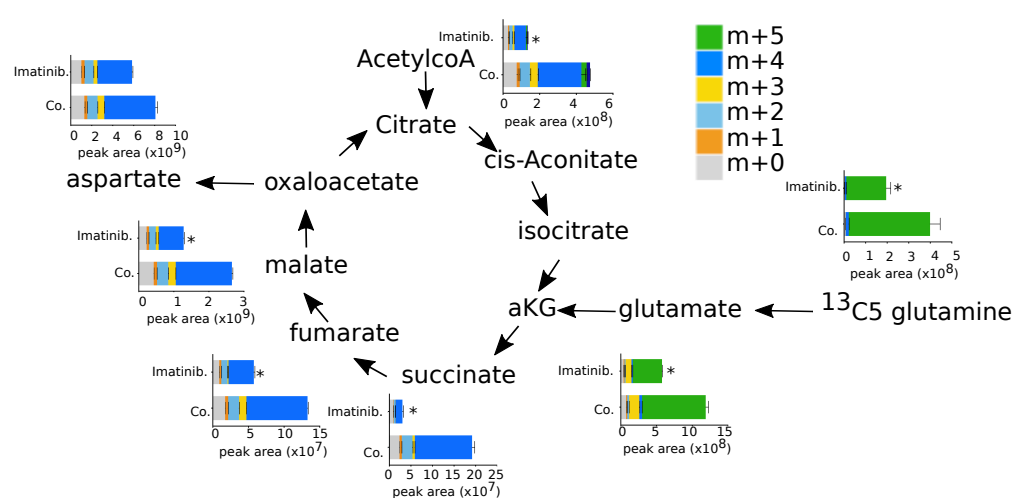 Imatinib.
Co.
0 2 4 6 8 10
peak area (x10⁹)
AcetylcoA
Imatinib.
*
Co.
0 2 4 6
peak area (x10⁸)
m+5
m+4
m+3
m+2
m+1
m+0
Citrate
cis-Aconitate
aspartate
oxaloacetate
isocitrate
Imatinib.
*
Co.
0 1 2 3 4 5
peak area (x10⁸)
Imatinib.
*
Co.
0 1 2 3
peak area (x10⁹)
malate
aKG
glutamate
¹³C5 glutamine
fumarate
succinate
Imatinib.
*
Co.
0 5 10 15
peak area (x10⁷)
Imatinib.
*
Co.
0 5 10 15 20 25
peak area (x10⁷)
Imatinib.
*
Co.
0 5 10 15
peak area (x10⁸)